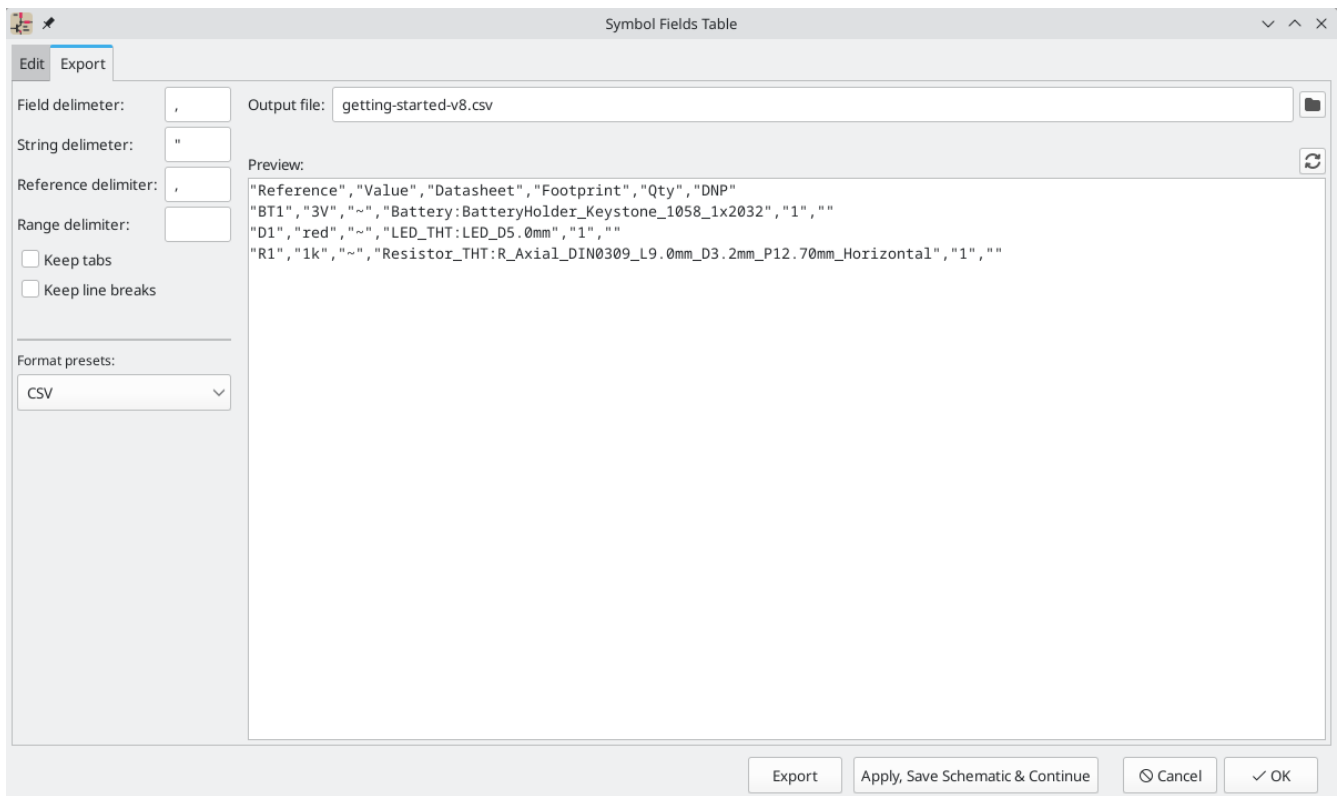 Symbol Fields Table
Edit Export
Field delimeter: ,
Output file: getting-started-v8.csv
String delimeter: "
Reference delimiter: ,
Range delimiter:
Keep tabs
Keep line breaks
Format presets:
CSV
Preview:
"Reference","Value","Datasheet","Footprint","Qty","DNP"
"BT1","3V","~","Battery:BatteryHolder_Keystone_1058_1x2032","1",""
"D1","red","~","LED_THT:LED_D5.0mm","1",""
"R1","1k","~","Resistor_THT:R_Axial_DIN0309_L9.0mm_D3.2mm_P12.70mm_Horizontal","1",""
Export Apply, Save Schematic & Continue Cancel OK